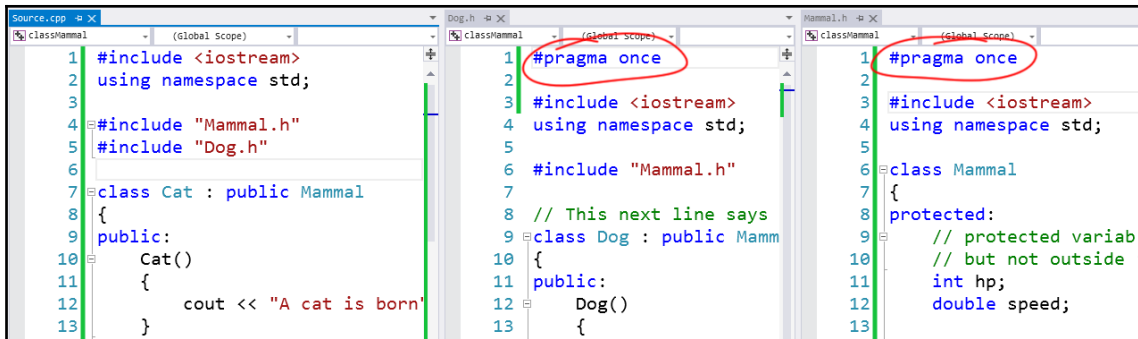 Source.cpp
classMammal (Global Scope)
1 #include <iostream>
2 using namespace std;
3
4 #include "Mammal.h"
5 #include "Dog.h"
6
7 class Cat : public Mammal
8 {
9 public:
10 Cat()
11 {
12 cout << "A cat is born"
13 }
Dog.h
classMammal (Global Scope)
1 #pragma once
2
3 #include <iostream>
4 using namespace std;
5
6 #include "Mammal.h"
7
8 // This next line says
9 class Dog : public Mamm
10 {
11 public:
12 Dog()
13 {
Mammal.h
classMammal (Global Scope)
1 #pragma once
2
3 #include <iostream>
4 using namespace std;
5
6 class Mammal
7 {
8 protected:
9 // protected variab
10 // but not outside
11 int hp;
12 double speed;
13